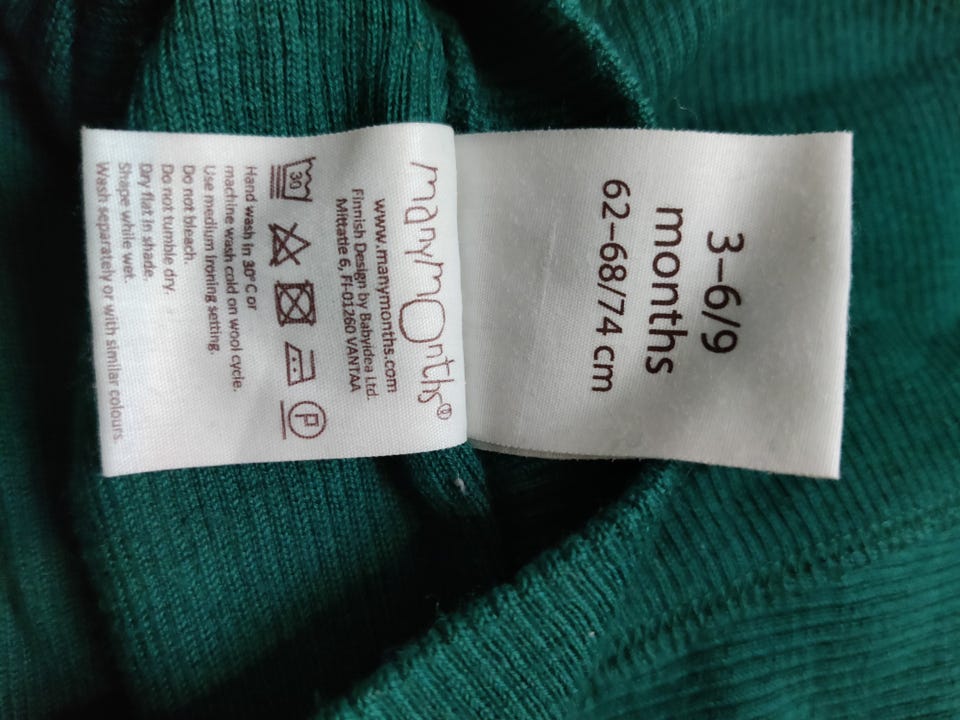 3–6/9
months
62–68/74 cm
manymonths®
www.manymonths.com
Finnish Design by Babyidea Ltd.
Mittatie 6, FI-01260 VANTAA
30
P
Hand wash in 30°C or
machine wash cold on wool cycle.
Use medium ironing setting.
Do not bleach.
Do not tumble dry.
Dry flat in shade.
Shape while wet.
Wash separately or with similar colours.